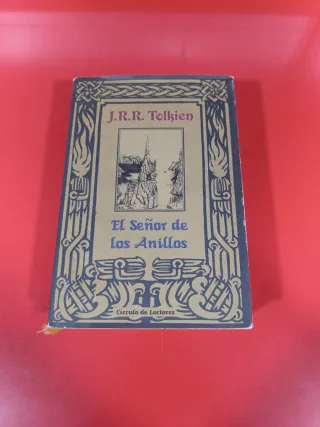 J.R.R. Tolkien
El Señor de
los Anillos
Círculo de Lectores